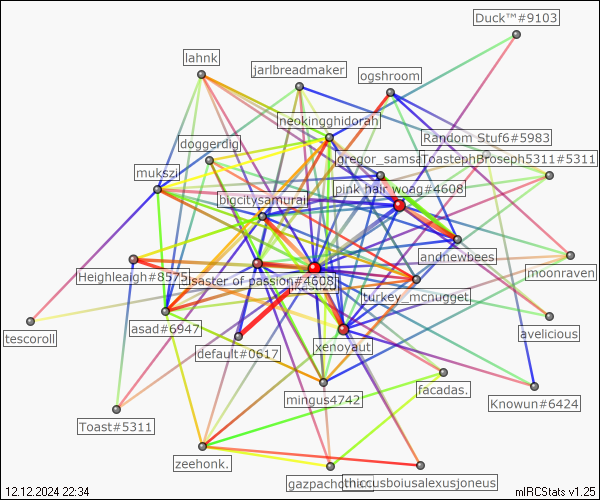 Duck™#9103
lahnk
jarlbreadmaker
ogshroom
neokingghidorah
Random Stuf6#5983
doggerdig
gregor_samsa
ToastephBroseph5311#5311
mukszi
pink hair woag#4608
bigcitysamurai
andnewbees
Heighleagh#8575
disaster of passion#4608
moonraven
turkey_mcnugget
asad#6947
avelicious
tescoroll
default#0617
xenoyaut
facadas.
mingus4742
Knowun#6424
Toast#5311
zeehonk.
thiccusboiusalexusjoneus
12.12.2024 22:34
mIRCStats v1.25